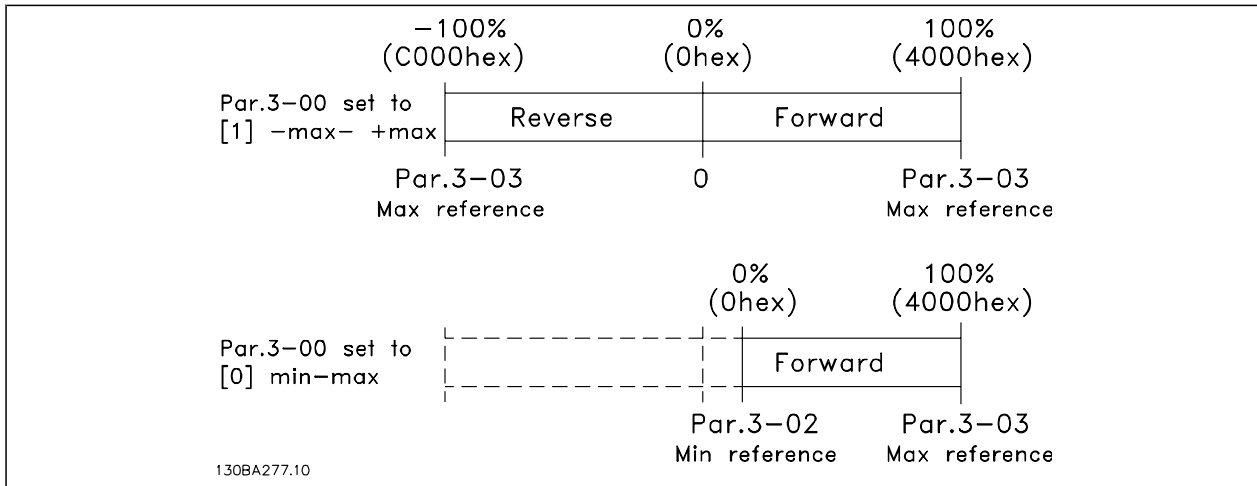 -100% 0% 100%
(C000hex) (0hex) (4000hex)
Par.3-00 set to
[1] -max- +max
Reverse Forward
Par.3-03 0 Par.3-03
Max reference Max reference
0% 100%
(0hex) (4000hex)
Par.3-00 set to
[0] min-max
Forward
Par.3-02 Par.3-03
Min reference Max reference
130BA277.10